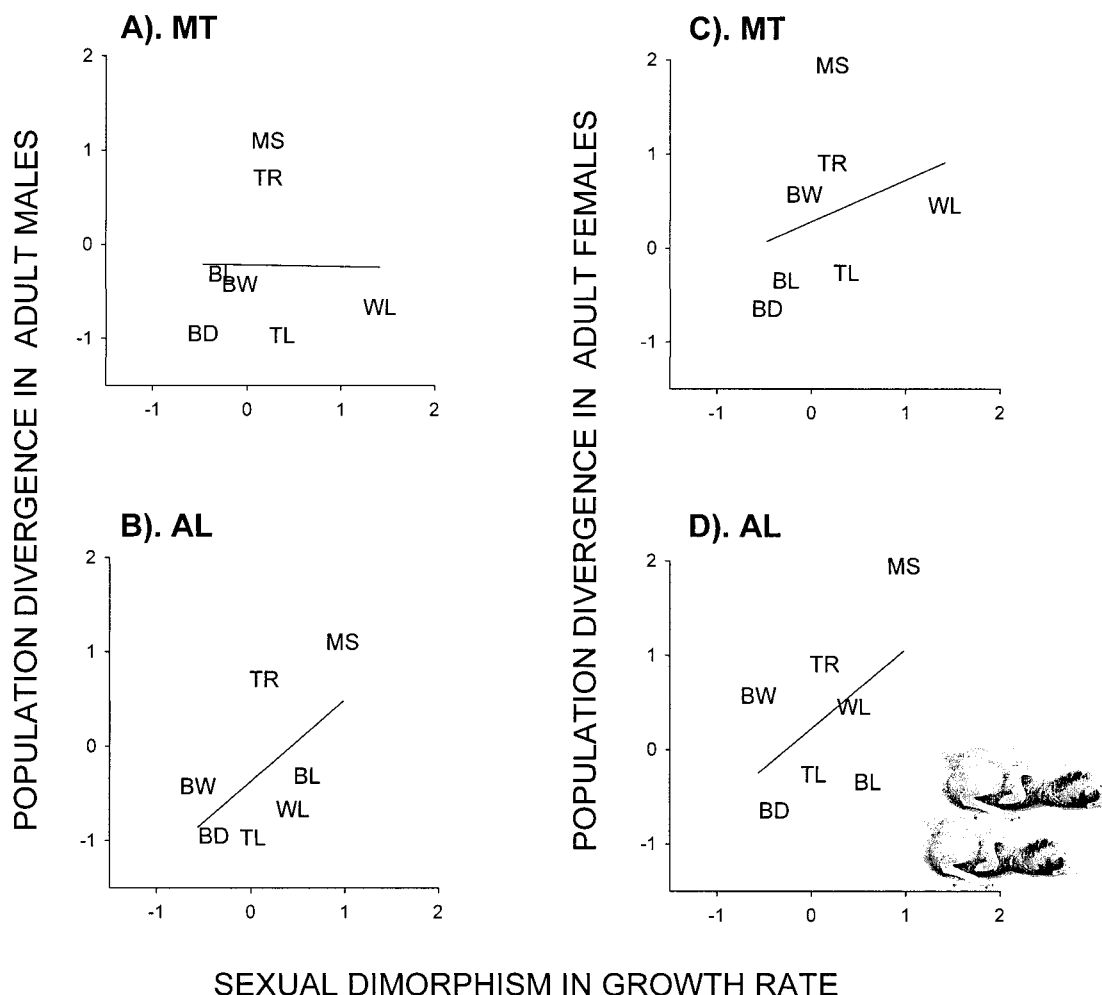 A). MT
2
1
0
-1
MS
TR
BL
BW
WL
BD
TL
-1 0 1 2
C). MT
2
1
0
-1
MS
TR
BW
WL
BL
TL
BD
-1 0 1 2
B). AL
2
1
0
-1
MS
TR
BW
BL
WL
BD
TL
-1 0 1 2
D). AL
2
1
0
-1
MS
TR
BW
WL
TL
BL
BD
-1 0 1 2
POPULATION DIVERGENCE IN ADULT MALES
POPULATION DIVERGENCE IN ADULT FEMALES
SEXUAL DIMORPHISM IN GROWTH RATE